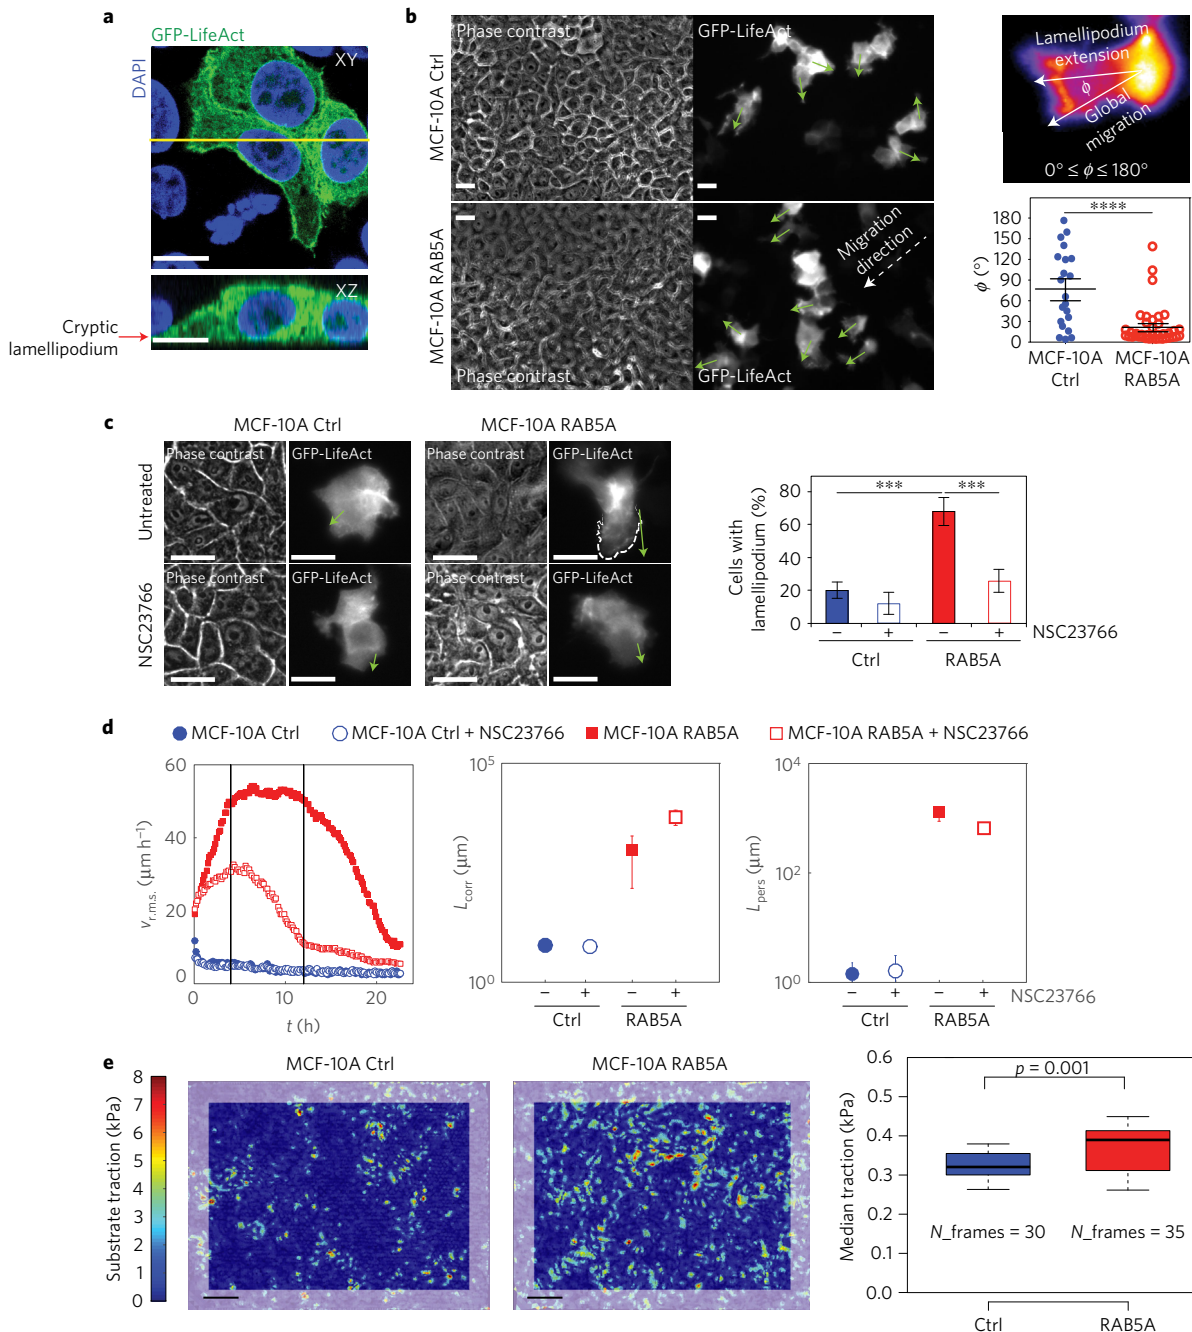 a
GFP-LifeAct
DAPI
XY
XZ
Cryptic
lamellipodium
b
MCF-10A Ctrl
Phase contrast
GFP-LifeAct
MCF-10A RAB5A
Phase contrast
GFP-LifeAct
Migration
direction
Lamellipodium
extension
ϕ
Global
migration
0° ≤ ϕ ≤ 180°
****
ϕ (°)
180
150
120
90
60
30
0
MCF-10A
Ctrl
MCF-10A
RAB5A
c
MCF-10A Ctrl
MCF-10A RAB5A
Untreated
Phase contrast
GFP-LifeAct
Phase contrast
GFP-LifeAct
NSC23766
Phase contrast
GFP-LifeAct
Phase contrast
GFP-LifeAct
Cells with
lamellipodium (%)
80
60
40
20
0
*** ***
− + − + NSC23766
Ctrl RAB5A
d
MCF-10A Ctrl
MCF-10A Ctrl + NSC23766
MCF-10A RAB5A
MCF-10A RAB5A + NSC23766
v r.m.s. (μm h⁻¹)
60
40
20
0
0 10 20
t (h)
L corr (μm)
10⁵
10⁰
− + − +
Ctrl RAB5A
L pers (μm)
10⁴
10²
10⁰
− + − + NSC23766
Ctrl RAB5A
e
Substrate traction (kPa)
8
7
6
5
4
3
2
1
0
MCF-10A Ctrl
MCF-10A RAB5A
Median traction (kPa)
0.6
0.5
0.4
0.3
0.2
0.1
0.0
p = 0.001
N_frames = 30
N_frames = 35
Ctrl
RAB5A